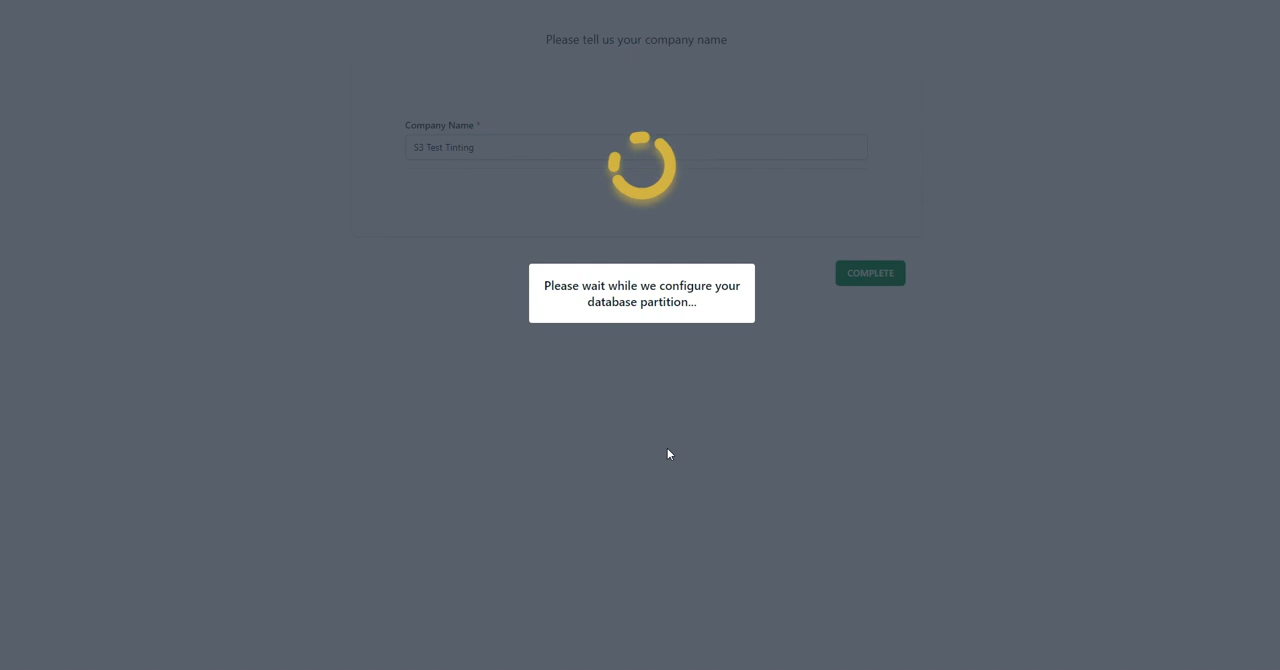 Please tell us your company name
Company Name *
S3 Test Tinting
COMPLETE
Please wait while we configure your
database partition...